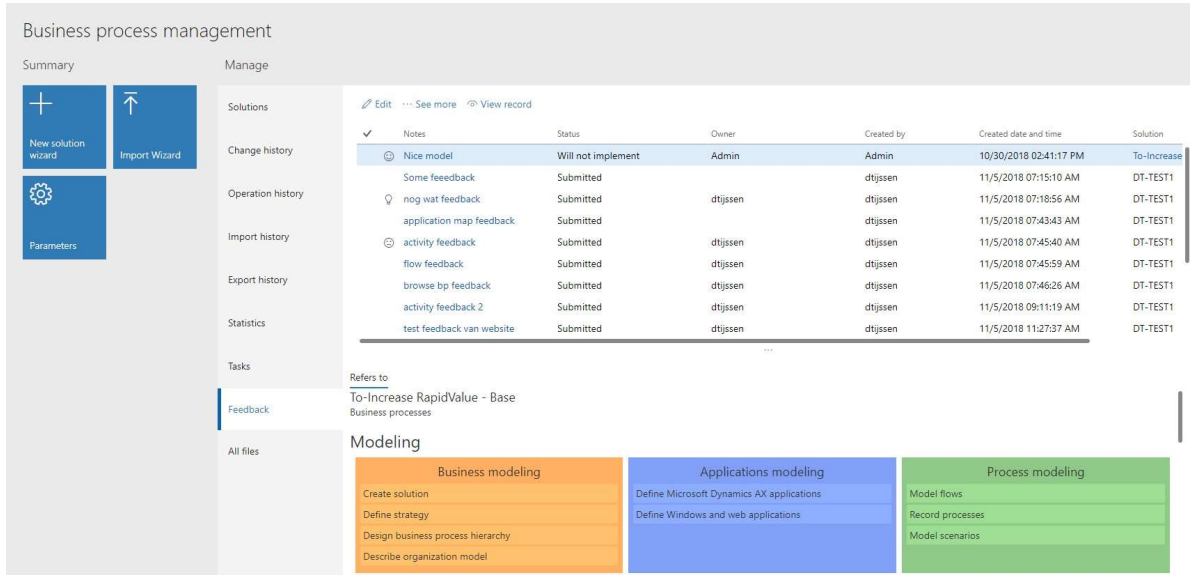 Business process management
Summary
Manage
New solution
wizard
Import Wizard
Parameters
Solutions
Change history
Operation history
Import history
Export history
Statistics
Tasks
Feedback
All files
Edit ··· See more View record
Notes Status Owner Created by Created date and time Solution
Nice model Will not implement Admin Admin 10/30/2018 02:41:17 PM To-Increase
Some feeedback Submitted dtijssen 11/5/2018 07:15:10 AM DT-TEST1
nog wat feedback Submitted dtijssen dtijssen 11/5/2018 07:18:56 AM DT-TEST1
application map feedback Submitted dtijssen 11/5/2018 07:43:43 AM DT-TEST1
activity feedback Submitted dtijssen dtijssen 11/5/2018 07:45:40 AM DT-TEST1
flow feedback Submitted dtijssen dtijssen 11/5/2018 07:45:59 AM DT-TEST1
browse bp feedback Submitted dtijssen dtijssen 11/5/2018 07:46:26 AM DT-TEST1
activity feedback 2 Submitted dtijssen dtijssen 11/5/2018 09:11:19 AM DT-TEST1
test feedback van website Submitted dtijssen dtijssen 11/5/2018 11:27:37 AM DT-TEST1
Refers to
To-Increase RapidValue - Base
Business processes
Modeling
Business modeling
Create solution
Define strategy
Design business process hierarchy
Describe organization model
Applications modeling
Define Microsoft Dynamics AX applications
Define Windows and web applications
Process modeling
Model flows
Record processes
Model scenarios